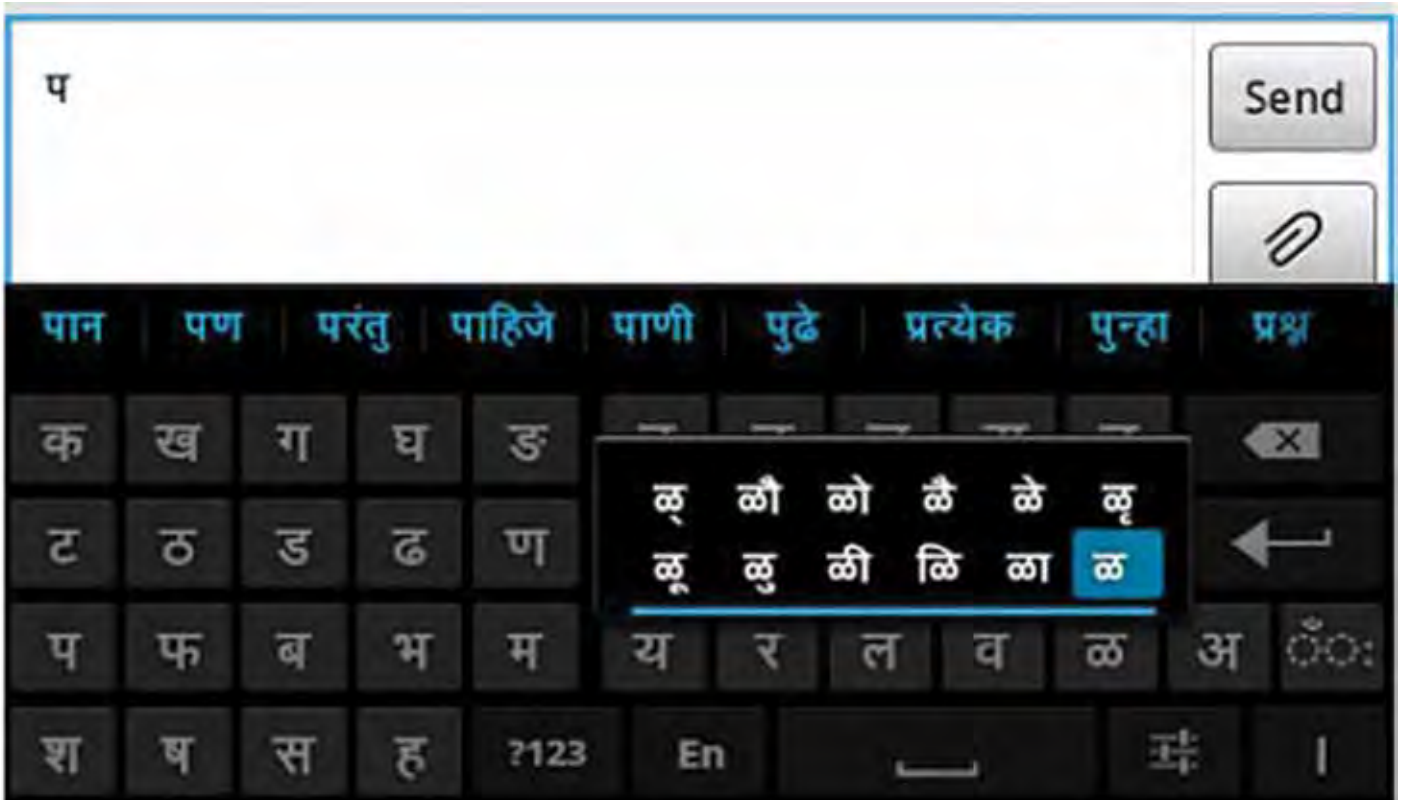 प
Send
पान पण परंतु पाहिजे पाणी पुढे प्रत्येक पुन्हा प्रश्न
क ख ग घ ङ
ळ् ळौ ळो ळै ळे ळृ
ट ठ ड ढ ण
ळू ळु ळी ळि ळा ळ
प फ ब भ म य र ल व ळ अ ँः
श ष स ह ?123 En ।